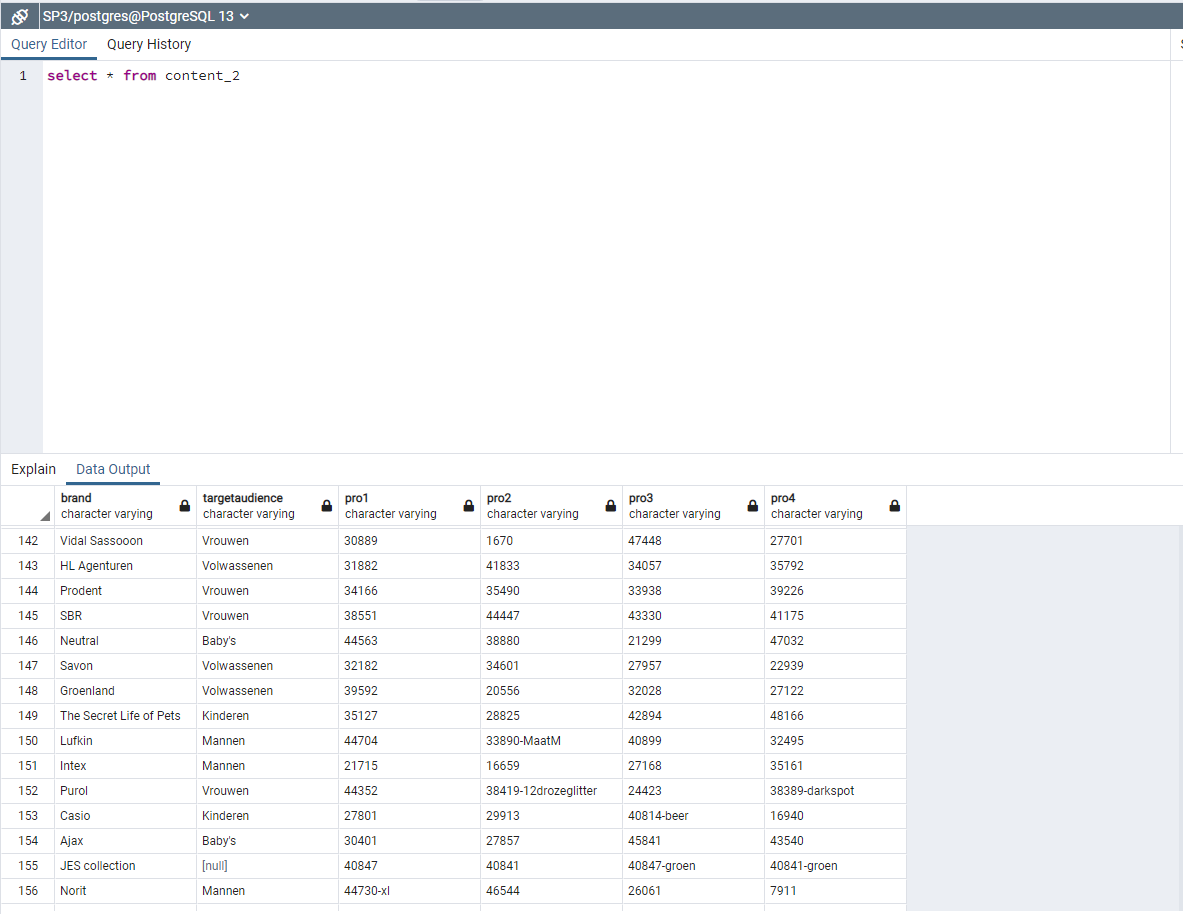 SP3/postgres@PostgreSQL 13
Query Editor Query History
1 select * from content_2
Explain Data Output
brand targetaudience pro1 pro2 pro3 pro4
character varying character varying character varying character varying character varying character varying
142 Vidal Sassooon Vrouwen 30889 1670 47448 27701
143 HL Agenturen Volwassenen 31882 41833 34057 35792
144 Prodent Vrouwen 34166 35490 33938 39226
145 SBR Vrouwen 38551 44447 43330 41175
146 Neutral Baby's 44563 38880 21299 47032
147 Savon Volwassenen 32182 34601 27957 22939
148 Groenland Volwassenen 39592 20556 32028 27122
149 The Secret Life of Pets Kinderen 35127 28825 42894 48166
150 Lufkin Mannen 44704 33890-MaatM 40899 32495
151 Intex Mannen 21715 16659 27168 35161
152 Purol Vrouwen 44352 38419-12drozeglitter 24423 38389-darkspot
153 Casio Kinderen 27801 29913 40814-beer 16940
154 Ajax Baby's 30401 27857 45841 43540
155 JES collection [null] 40847 40841 40847-groen 40841-groen
156 Norit Mannen 44730-xl 46544 26061 7911